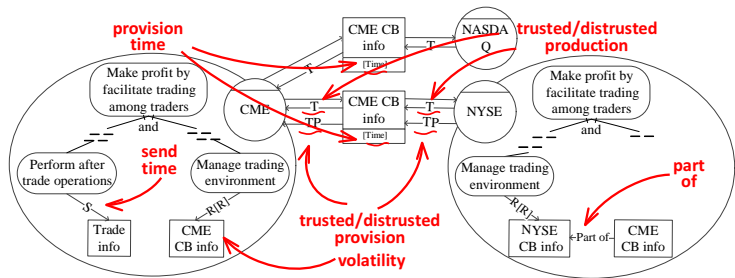 provision
time
CME CB
info
[Time]
T
NASDA
Q
T
trusted/distrusted
production
Make profit by
facilitate trading
among traders
and
CME
T
TP
CME CB
info
[Time]
T
TP
NYSE
Make profit by
facilitate trading
among traders
and
Perform after
trade operations
send
time
Manage trading
environment
S
R[R]
Trade
info
CME
CB info
trusted/distrusted
provision
volatility
Manage trading
environment
R[R]
part
of
NYSE
CB info
Part of
CME
CB info